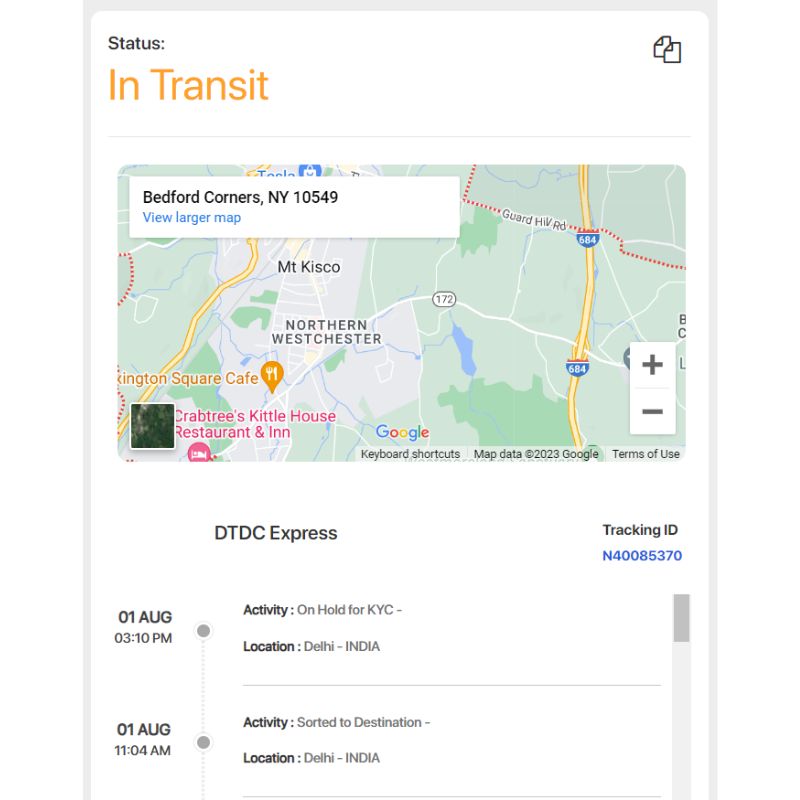 Status:
In Transit
Tesla
Bedford Corners, NY 10549
View larger map
Guard Hill Rd
684
Mt Kisco
172
NORTHERN
WESTCHESTER
684
xington Square Cafe
Crabtree's Kittle House
Restaurant & Inn
Google
Keyboard shortcuts
Map data ©2023 Google
Terms of Use
DTDC Express
Tracking ID
N40085370
01 AUG
03:10 PM
Activity : On Hold for KYC -
Location : Delhi - INDIA
01 AUG
11:04 AM
Activity : Sorted to Destination -
Location : Delhi - INDIA